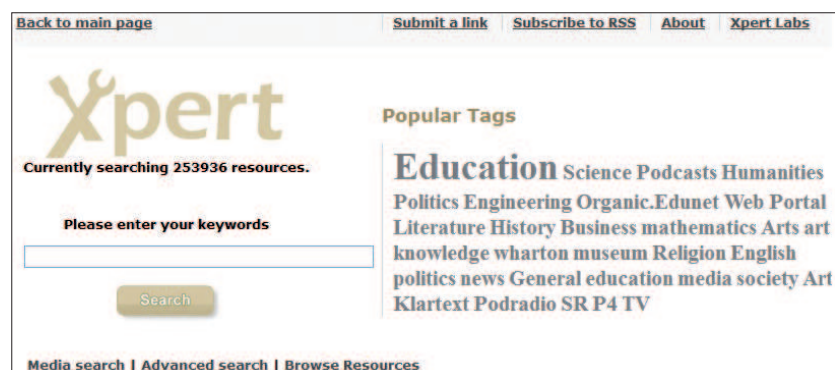 Back to main page Submit a link Subscribe to RSS About Xpert Labs
Xpert
Currently searching 253936 resources.
Please enter your keywords
Search
Popular Tags
Education Science Podcasts Humanities
Politics Engineering Organic.Edunet Web Portal
Literature History Business mathematics Arts art
knowledge wharton museum Religion English
politics news General education media society Art
Klartext Podradio SR P4 TV
Media search | Advanced search | Browse Resources